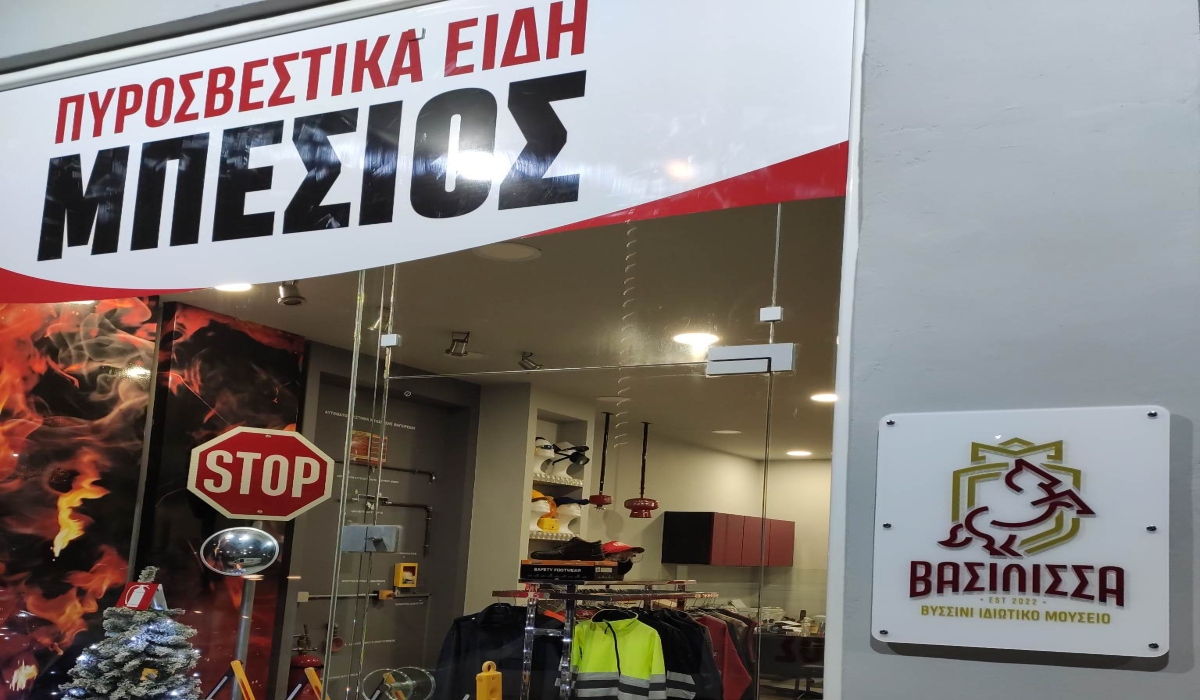 ΠΥΡΟΣΒΕΣΤΙΚΑ ΕΙΔΗ
ΜΠΕΣΙΟΣ
STOP
SAFETY FOOTWEAR
ΒΑΣΙΛΙΣΣΑ
· EST 2022 ·
ΒΥΣΣΙΝΙ ΙΔΙΩΤΙΚΟ ΜΟΥΣΕΙΟ